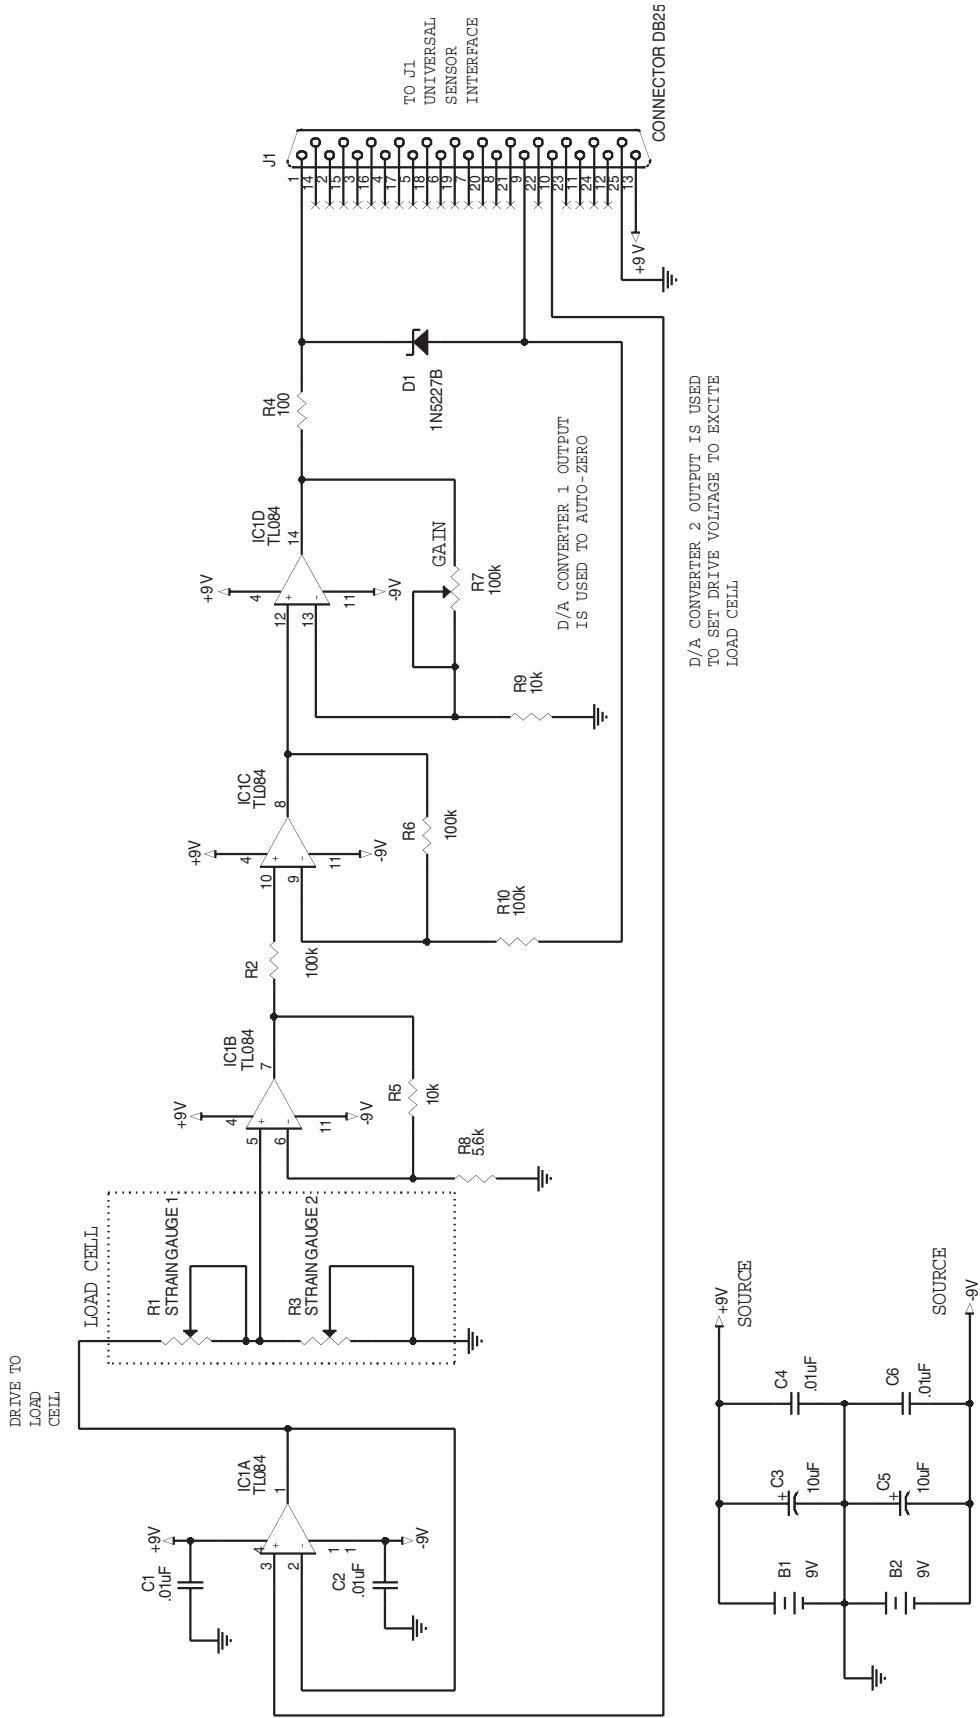 DRIVE TO
LOAD
CELL
LOAD CELL
R1
STRAIN GAUGE 1
R3
STRAIN GAUGE 2
C1
.01uF
+9V
4
3
2
+
-
IC1A
TL084
1
1
1
C2
.01uF
-9V
+9V
4
5
6
+
-
IC1B
TL084
7
11
-9V
R5
10k
R8
5.6k
R2
100k
+9V
4
10
9
+
-
IC1C
TL084
8
11
-9V
R6
100k
R10
100k
+9V
4
12
13
+
-
IC1D
TL084
14
11
-9V
GAIN
R7
100k
R9
10k
R4
100
D1
1N5227B
D/A CONVERTER 1 OUTPUT
IS USED TO AUTO-ZERO
D/A CONVERTER 2 OUTPUT IS USED
TO SET DRIVE VOLTAGE TO EXCITE
LOAD CELL
J1
1
14
2
15
3
16
4
17
5
18
6
19
7
20
8
21
9
22
10
23
11
24
12
25
13
+9V
TO J1
UNIVERSAL
SENSOR
INTERFACE
CONNECTOR DB25
B1
9V
B2
9V
+
C3
10uF
+
C5
10uF
C4
.01uF
C6
.01uF
+9V
SOURCE
SOURCE
-9V